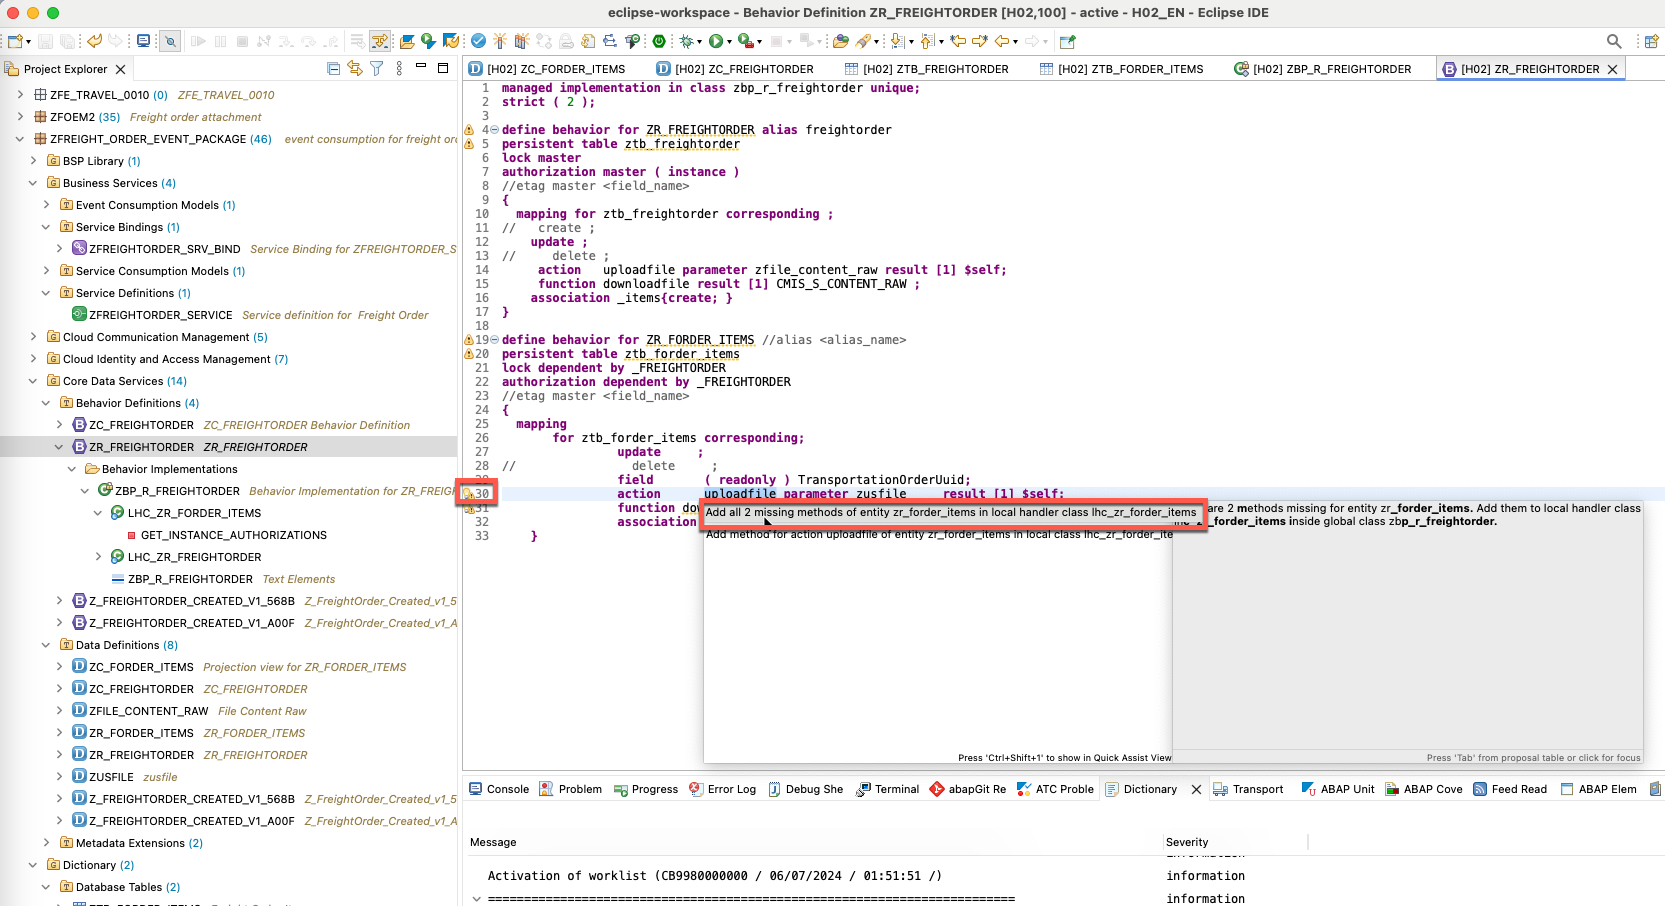 eclipse-workspace - Behavior Definition ZR_FREIGHTORDER [H02,100] - active - H02_EN - Eclipse IDE
Project Explorer
ZFE_TRAVEL_0010 (0) ZFE_TRAVEL_0010
ZFOEM2 (35) Freight order attachment
ZFREIGHT_ORDER_EVENT_PACKAGE (46) event consumption for freight or
BSP Library (1)
Business Services (4)
Event Consumption Models (1)
Service Bindings (1)
ZFREIGHTORDER_SRV_BIND Service Binding for ZFREIGHTORDER_S
Service Consumption Models (1)
Service Definitions (1)
ZFREIGHTORDER_SERVICE Service definition for Freight Order
Cloud Communication Management (5)
Cloud Identity and Access Management (7)
Core Data Services (14)
Behavior Definitions (4)
ZC_FREIGHTORDER ZC_FREIGHTORDER Behavior Definition
ZR_FREIGHTORDER ZR_FREIGHTORDER
Behavior Implementations
ZBP_R_FREIGHTORDER Behavior Implementation for ZR_FREIG
LHC_ZR_FORDER_ITEMS
GET_INSTANCE_AUTHORIZATIONS
LHC_ZR_FREIGHTORDER
ZBP_R_FREIGHTORDER Text Elements
Z_FREIGHTORDER_CREATED_V1_568B Z_FreightOrder_Created_v1_5
Z_FREIGHTORDER_CREATED_V1_A00F Z_FreightOrder_Created_v1_A
Data Definitions (8)
ZC_FORDER_ITEMS Projection view for ZR_FORDER_ITEMS
ZC_FREIGHTORDER ZC_FREIGHTORDER
ZFILE_CONTENT_RAW File Content Raw
ZR_FORDER_ITEMS ZR_FORDER_ITEMS
ZR_FREIGHTORDER ZR_FREIGHTORDER
ZUSFILE zusfile
Z_FREIGHTORDER_CREATED_V1_568B Z_FreightOrder_Created_v1_5
Z_FREIGHTORDER_CREATED_V1_A00F Z_FreightOrder_Created_v1_A
Metadata Extensions (2)
Dictionary (2)
Database Tables (2)
[H02] ZC_FORDER_ITEMS [H02] ZC_FREIGHTORDER [H02] ZTB_FREIGHTORDER [H02] ZTB_FORDER_ITEMS [H02] ZBP_R_FREIGHTORDER [H02] ZR_FREIGHTORDER
1 managed implementation in class zbp_r_freightorder unique;
2 strict ( 2 );
3
4 define behavior for ZR_FREIGHTORDER alias freightorder
5 persistent table ztb_freightorder
6 lock master
7 authorization master ( instance )
8 //etag master <field_name>
9 {
10 mapping for ztb_freightorder corresponding ;
11 // create ;
12 update ;
13 // delete ;
14 action uploadfile parameter zfile_content_raw result [1] $self;
15 function downloadfile result [1] CMIS_S_CONTENT_RAW ;
16 association _items{create; }
17 }
18
19 define behavior for ZR_FORDER_ITEMS //alias <alias_name>
20 persistent table ztb_forder_items
21 lock dependent by _FREIGHTORDER
22 authorization dependent by _FREIGHTORDER
23 //etag master <field_name>
24 {
25 mapping
26 for ztb_forder_items corresponding;
27 update ;
28 // delete ;
field ( readonly ) TransportationOrderUuid;
30 action uploadfile parameter zusfile result [1] $self;
31 function do
32 association
33 }
Add all 2 missing methods of entity zr_forder_items in local handler class lhc_zr_forder_items
Add method for action uploadfile of entity zr_forder_items in local class lhc_zr_forder_ite
Press 'Ctrl+Shift+1' to show in Quick Assist View
are 2 methods missing for entity zr_forder_items. Add them to local handler class
_zr_forder_items inside global class zbp_r_freightorder.
Press 'Tab' from proposal table or click for focus
Console Problem Progress Error Log Debug She Terminal abapGit Re ATC Proble Dictionary Transport ABAP Unit ABAP Cove Feed Read ABAP Elem
Message Severity
information
Activation of worklist (CB9980000000 / 06/07/2024 / 01:51:51 /) information
========================================================================= information